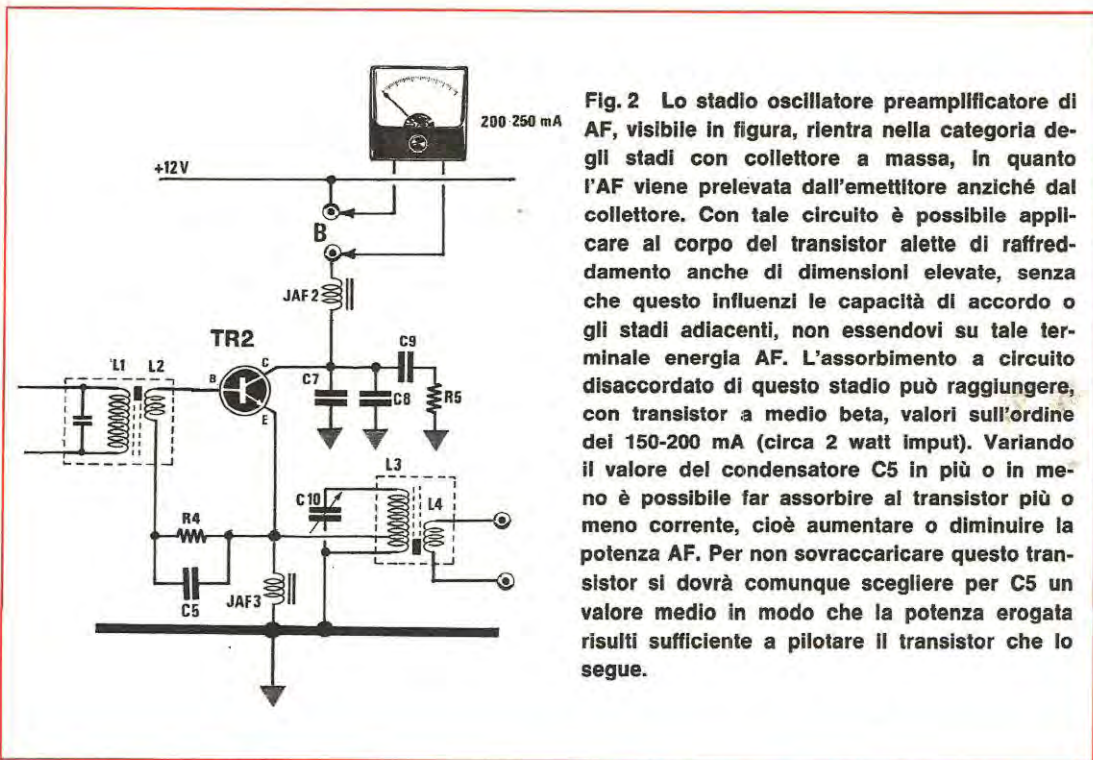 200-250 mA
+12V
B
JAF2
TR2
C9
L1
L2
B
C
E
C7
C8
R5
L3
C10
L4
R4
C5
JAF3
Fig. 2 Lo stadio oscillatore preamplificatore di
AF, visibile in figura, rientra nella categoria de-
gli stadi con collettore a massa, in quanto
l'AF viene prelevata dall'emettitore anziché dal
collettore. Con tale circuito è possibile appli-
care al corpo del transistor alette di raffred-
damento anche di dimensioni elevate, senza
che questo influenzi le capacità di accordo o
gli stadi adiacenti, non essendovi su tale ter-
minale energia AF. L'assorbimento a circuito
disaccordato di questo stadio può raggiungere,
con transistor a medio beta, valori sull'ordine
dei 150-200 mA (circa 2 watt imput). Variando
il valore del condensatore C5 in più o in me-
no è possibile far assorbire al transistor più o
meno corrente, cioè aumentare o diminuire la
potenza AF. Per non sovraccaricare questo tran-
sistor si dovrà comunque scegliere per C5 un
valore medio in modo che la potenza erogata
risulti sufficiente a pilotare il transistor che lo
segue.